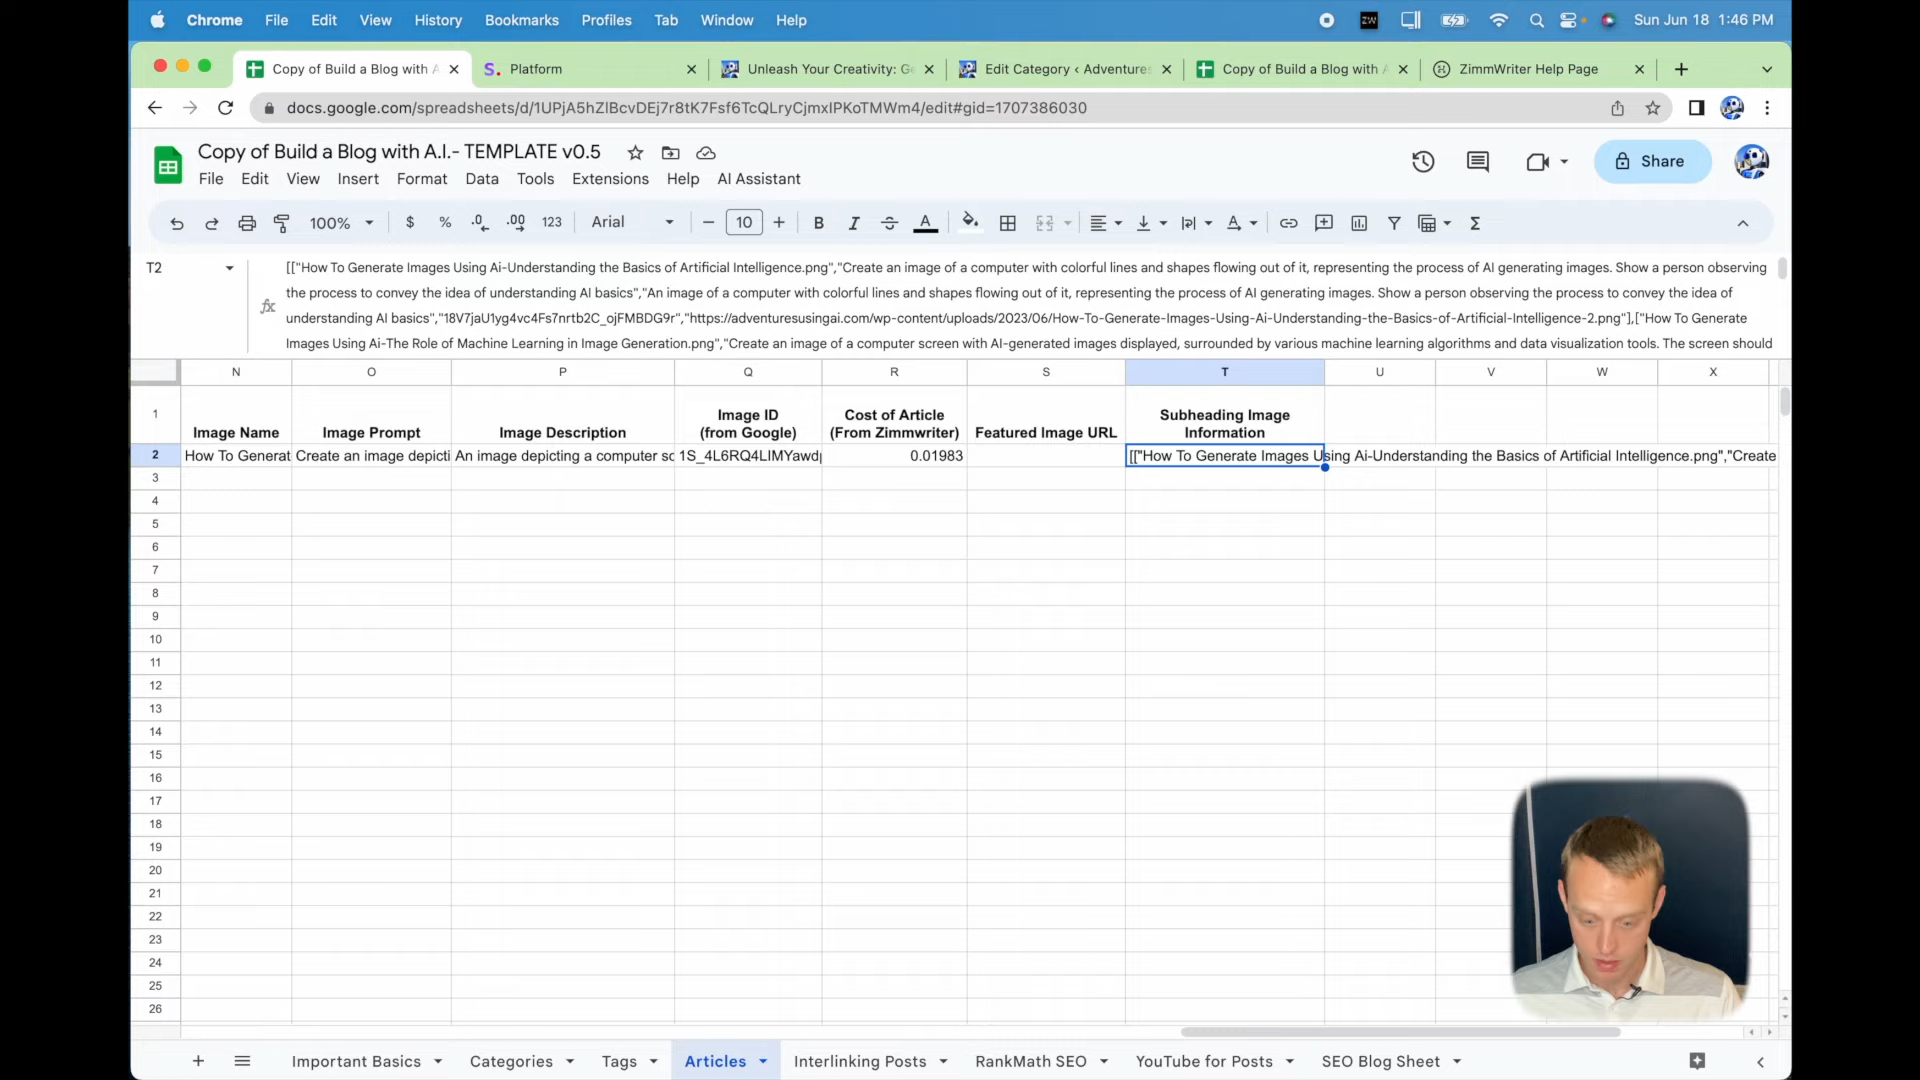 Chrome File Edit View History Bookmarks Profiles Tab Window Help ZW Sun Jun 18 1:46 PM
Copy of Build a Blog with A Platform Unleash Your Creativity: Ge Edit Category ‹ Adventures Copy of Build a Blog with A ZimmWriter Help Page
docs.google.com/spreadsheets/d/1UPjA5hZlBcvDEj7r8tK7Fsf6TcQLryCjmxIPKoTMWm4/edit#gid=1707386030
Copy of Build a Blog with A.I.- TEMPLATE v0.5
File Edit View Insert Format Data Tools Extensions Help AI Assistant
Share
100% $ % .0 .00 123 Arial 10 B I S A
T2
fx
[["How To Generate Images Using Ai-Understanding the Basics of Artificial Intelligence.png","Create an image of a computer with colorful lines and shapes flowing out of it, representing the process of AI generating images. Show a person observing
the process to convey the idea of understanding AI basics","An image of a computer with colorful lines and shapes flowing out of it, representing the process of AI generating images. Show a person observing the process to convey the idea of
understanding AI basics","18V7jaU1yg4vc4Fs7nrtb2C_ojFMBDG9r","https://adventuresusingai.com/wp-content/uploads/2023/06/How-To-Generate-Images-Using-Ai-Understanding-the-Basics-of-Artificial-Intelligence-2.png"],["How To Generate
Images Using Ai-The Role of Machine Learning in Image Generation.png","Create an image of a computer screen with AI-generated images displayed, surrounded by various machine learning algorithms and data visualization tools. The screen should
N O P Q R S T U V W X
1 Image Name Image Prompt Image Description Image ID (from Google) Cost of Article (From Zimmwriter) Featured Image URL Subheading Image Information
2 How To Generat Create an image depicti An image depicting a computer sc 1S_4L6RQ4LIMYawdp 0.01983 [["How To Generate Images Using Ai-Understanding the Basics of Artificial Intelligence.png","Create
3
4
5
6
7
8
9
10
11
12
13
14
15
16
17
18
19
20
21
22
23
24
25
26
Important Basics Categories Tags Articles Interlinking Posts RankMath SEO YouTube for Posts SEO Blog Sheet